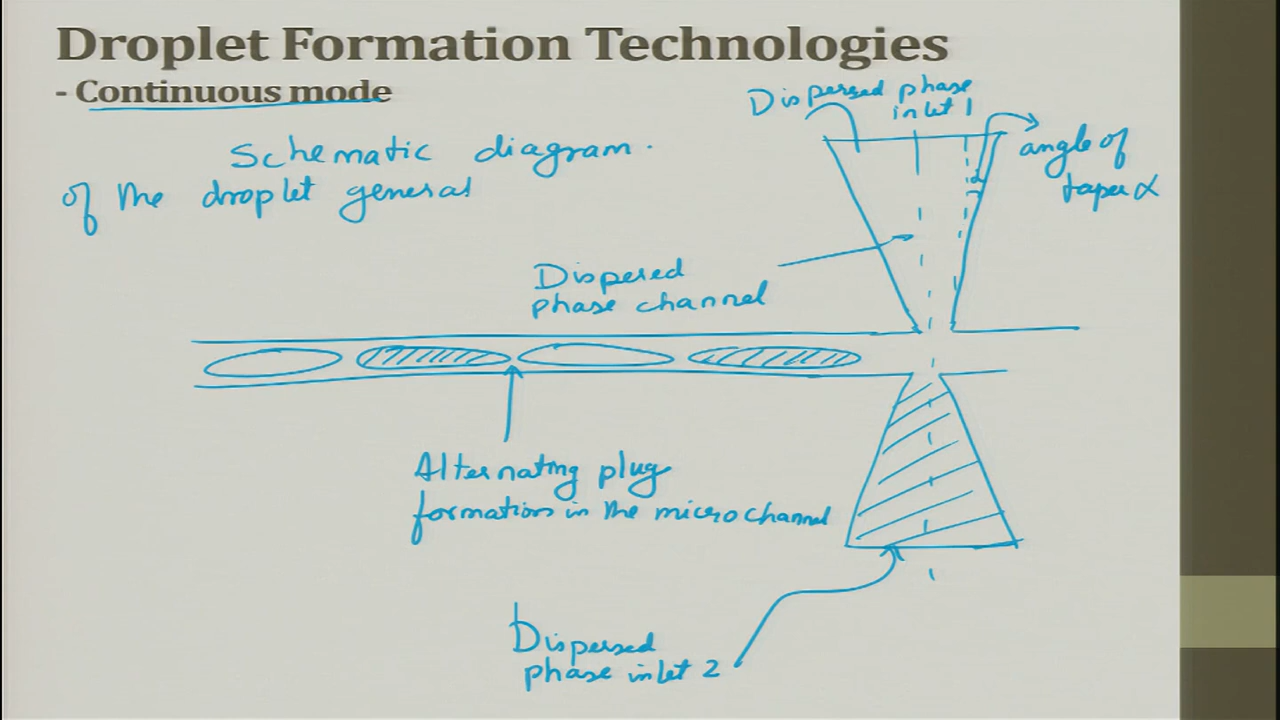 Droplet Formation Technologies
- Continuous mode
Schematic diagram.
of the droplet general
Dispersed phase
inlet 1
angle of
taper α
α
Dispered
phase channel
Alternating plug
formation in the microchannel
Dispersed
phase inlet 2